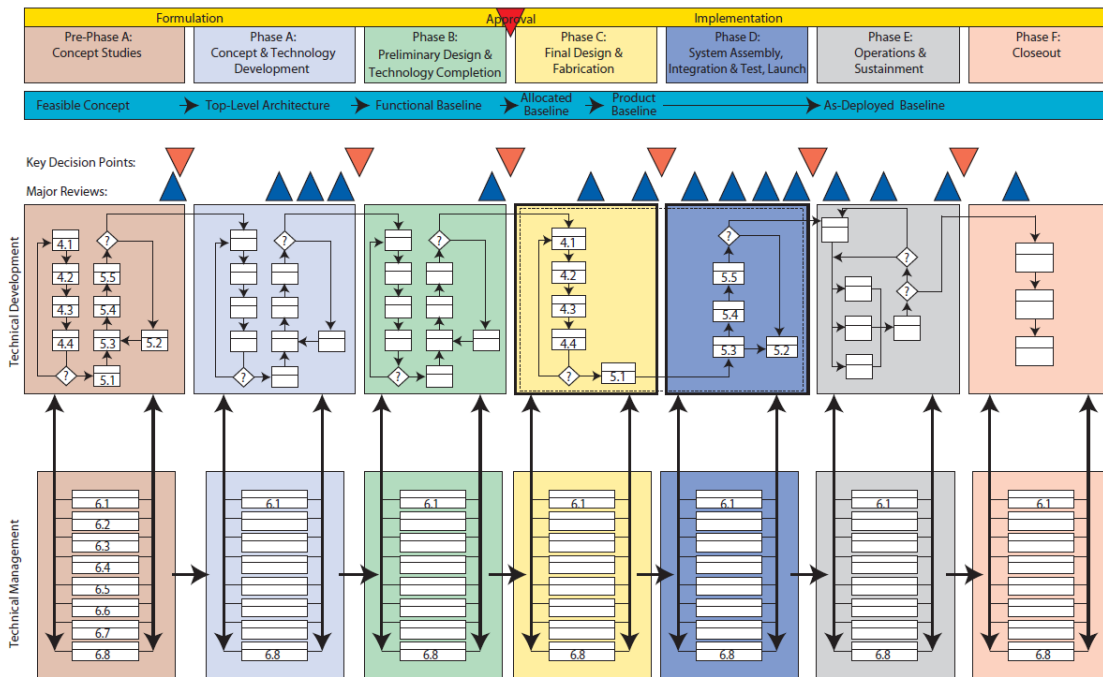 Formulation
Approval
Implementation
Pre-Phase A:
Concept Studies
Phase A:
Concept & Technology
Development
Phase B:
Preliminary Design &
Technology Completion
Phase C:
Final Design &
Fabrication
Phase D:
System Assembly,
Integration & Test, Launch
Phase E:
Operations &
Sustainment
Phase F:
Closeout
Feasible Concept
Top-Level Architecture
Functional Baseline
Allocated
Baseline
Product
Baseline
As-Deployed Baseline
Key Decision Points:
Major Reviews:
Technical Development
4.1
4.2
4.3
4.4
?
?
5.5
5.4
5.3
5.2
5.1
?
?
?
?
4.1
4.2
4.3
4.4
?
5.1
?
5.5
5.4
5.3
5.2
?
?
Technical Management
6.1
6.2
6.3
6.4
6.5
6.6
6.7
6.8
6.1
6.8
6.1
6.8
6.1
6.8
6.1
6.8
6.1
6.8
6.1
6.8